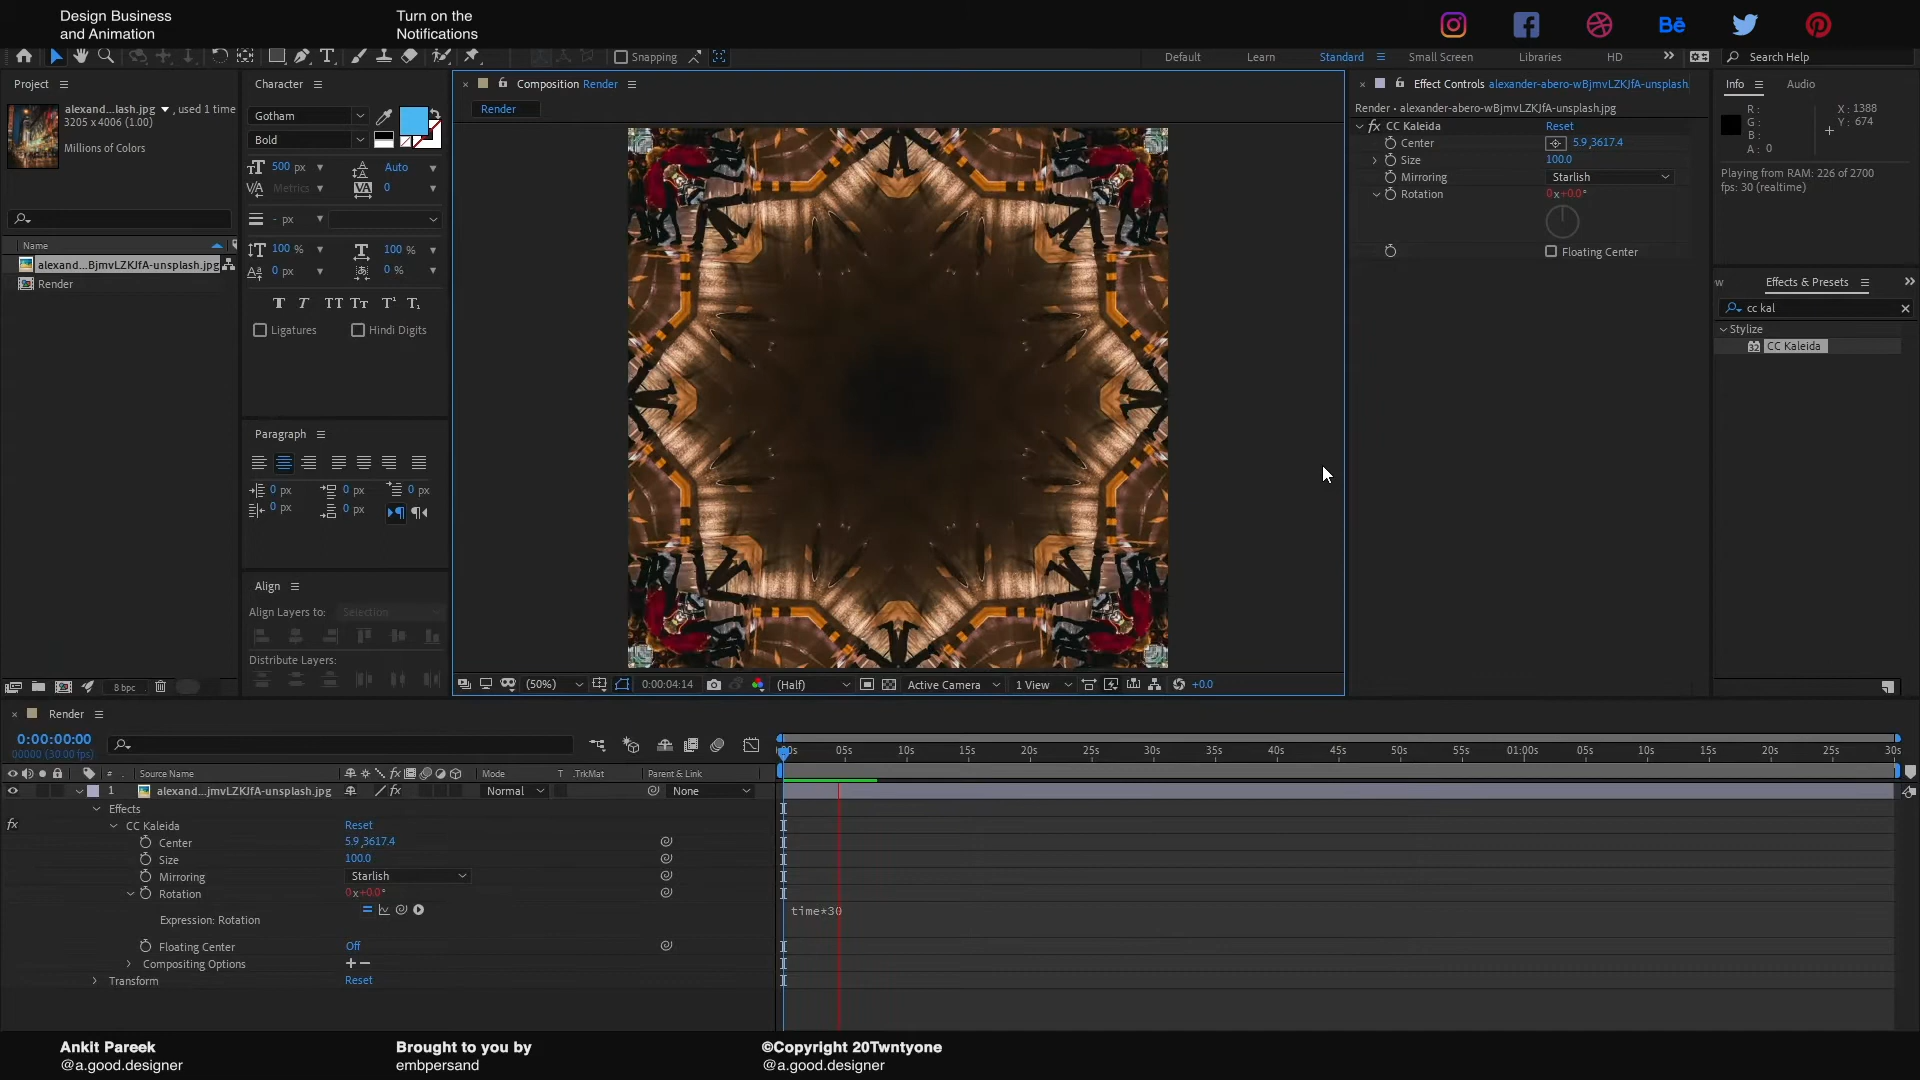 Design Business
and Animation
Turn on the
Notifications
Snapping
Default
Learn
Standard
Small Screen
Libraries
HD
Search Help
Project
alexand...lash.jpg
, used 1 time
3205 x 4006 (1.00)
Millions of Colors
Name
alexand...BjmvLZKJfA-unsplash.jpg
Render
8 bpc
Character
Gotham
Bold
500 px
Auto
Metrics
0
- px
100 %
100 %
0 px
0 %
Ligatures
Hindi Digits
Paragraph
0 px
0 px
0 px
0 px
0 px
Align
Align Layers to:
Selection
Distribute Layers:
Composition Render
Render
(50%)
0:00:04:14
(Half)
Active Camera
1 View
+0.0
Effect Controls alexander-abero-wBjmvLZKJfA-unsplash.
Render • alexander-abero-wBjmvLZKJfA-unsplash.jpg
fx CC Kaleida
Reset
Center
5.9 ,3617.4
Size
100.0
Mirroring
Starlish
Rotation
0 x +0.0°
Floating Center
Info
Audio
R :
G :
B :
A : 0
X : 1388
Y : 674
Playing from RAM: 226 of 2700
fps: 30 (realtime)
Effects & Presets
cc kal
Stylize
CC Kaleida
Render
0:00:00:00
00000 (30.00 fps)
05s
10s
15s
20s
25s
30s
35s
40s
45s
50s
55s
01:00s
05s
10s
15s
20s
25s
30s
#
Source Name
fx
Mode
T
.TrkMat
Parent & Link
1
alexand...jmvLZKJfA-unsplash.jpg
fx
Normal
None
Effects
fx
CC Kaleida
Reset
Center
5.9 ,3617.4
Size
100.0
Mirroring
Starlish
Rotation
0 x +0.0°
Expression: Rotation
time*30
Floating Center
Off
Compositing Options
Transform
Reset
Ankit Pareek
@a.good.designer
Brought to you by
embpersand
©Copyright 20Twntyone
@a.good.designer